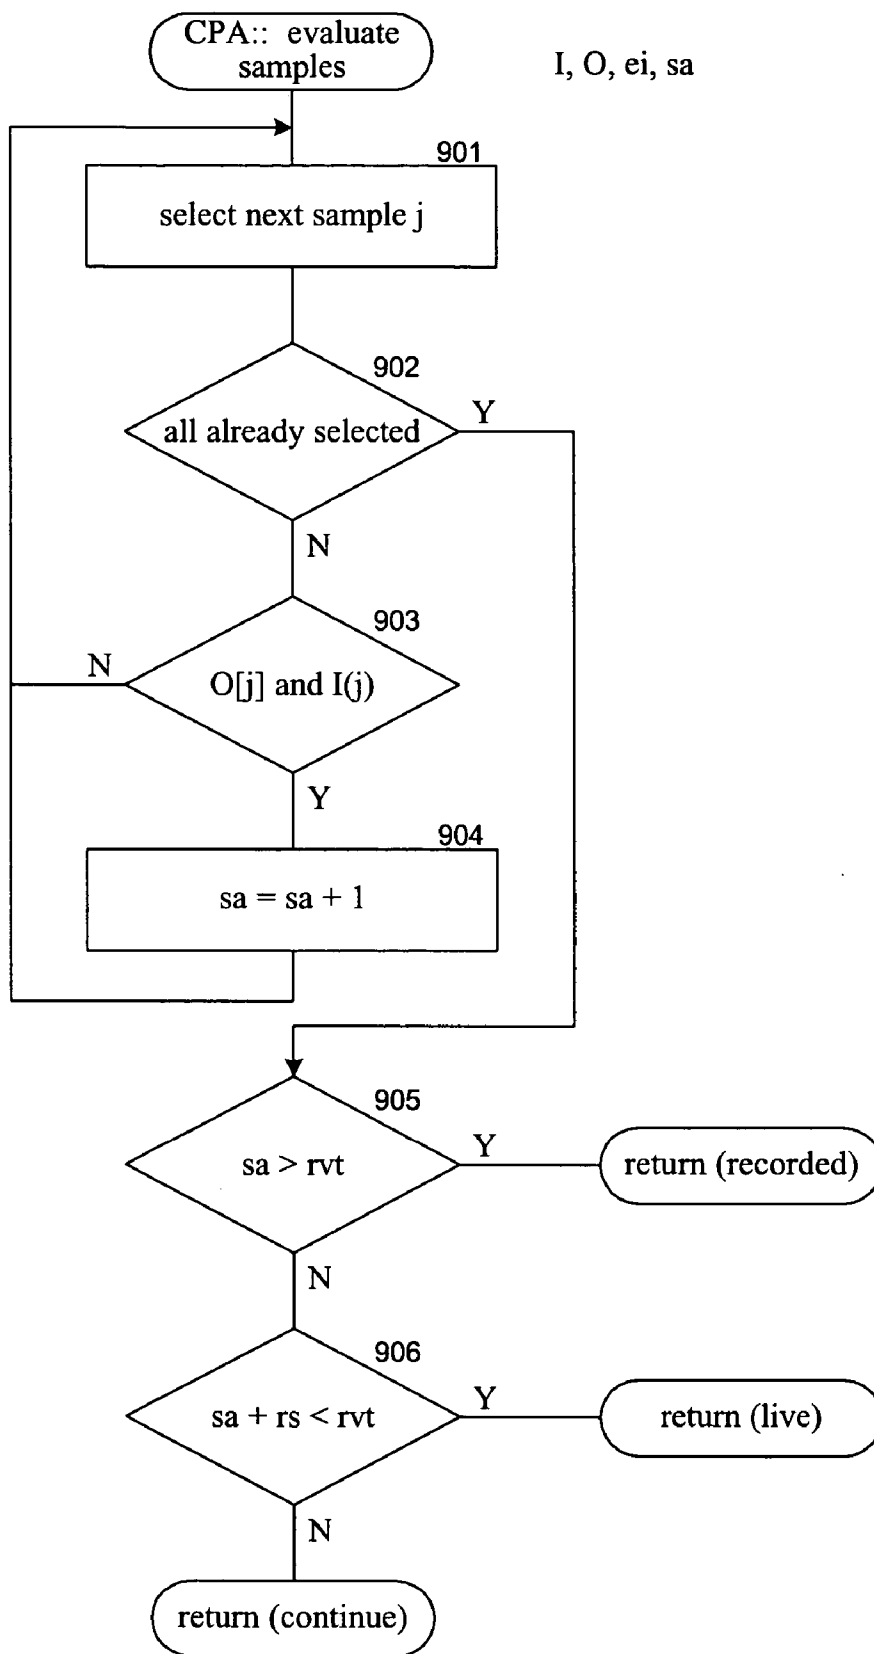 CPA:: evaluate
samples
I, O, ei, sa
901
select next sample j
902
all already selected
Y
N
903
O[j] and I(j)
N
Y
904
sa = sa + 1
905
sa > rvt
Y
return (recorded)
N
906
sa + rs < rvt
Y
return (live)
N
return (continue)